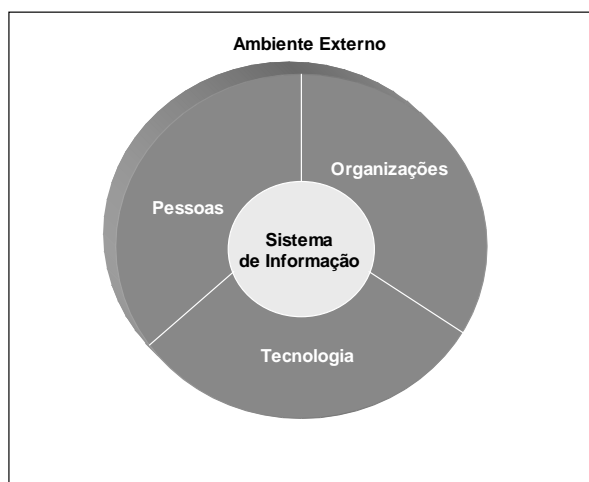 Ambiente Externo
Organizações
Pessoas
Sistema
de Informação
Tecnologia